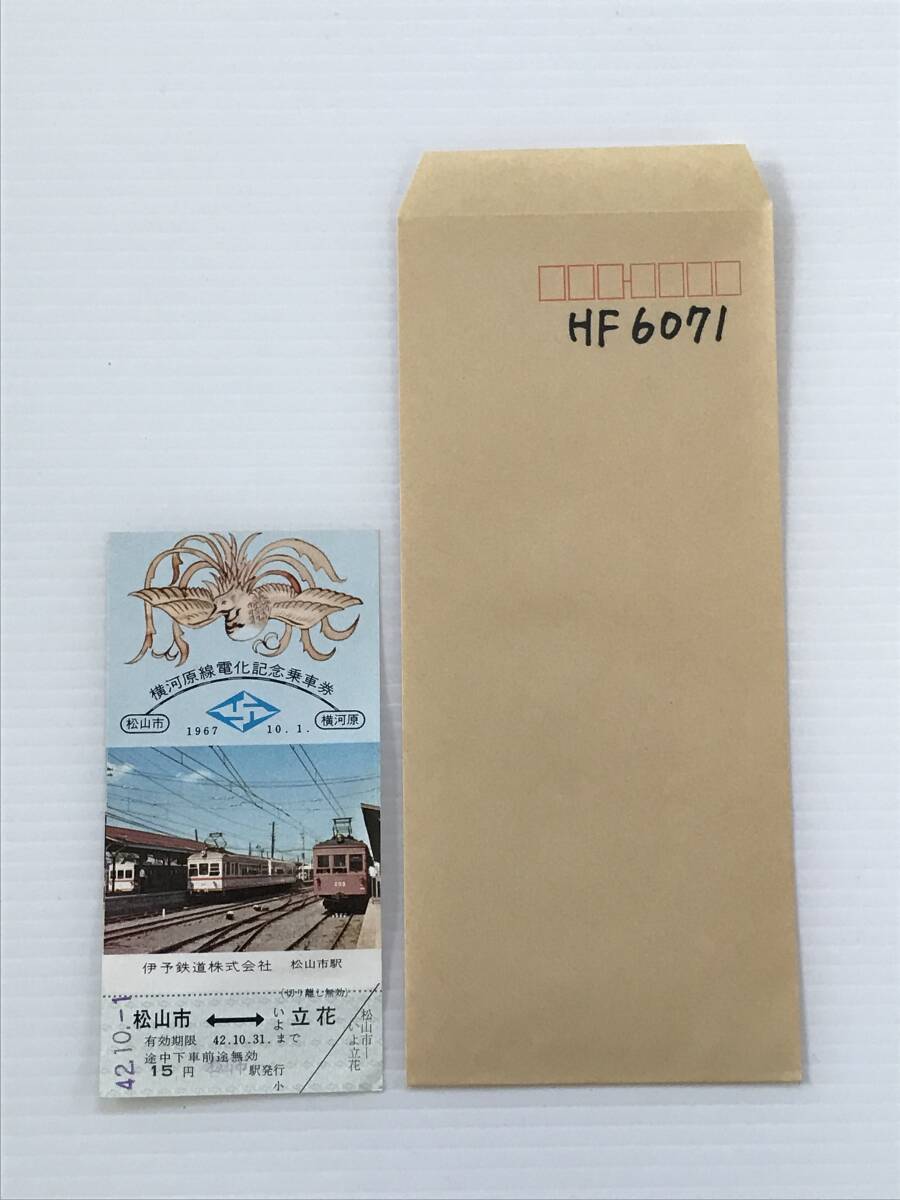 HF6071
横河原線電化記念乗車券
松山市 横河原
1967 10.1.
203
伊予鉄道株式会社 松山市駅
(切り離し無効)
松山市 ⟷ いよ立花
有効期限 42.10.31.まで
途中下車前途無効
15円 駅発行
小
松山市―いよ立花
42.10.-1